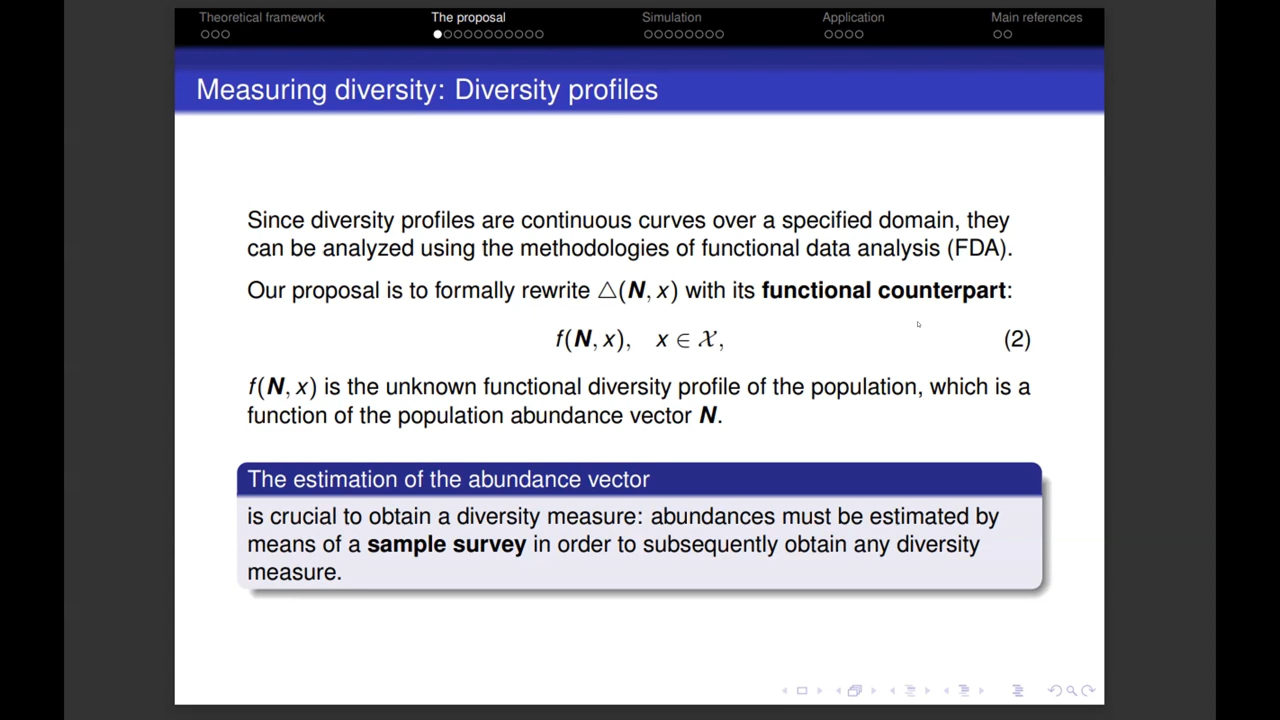 Theoretical framework The proposal Simulation Application Main references
Measuring diversity: Diversity profiles
Since diversity profiles are continuous curves over a specified domain, they
can be analyzed using the methodologies of functional data analysis (FDA).
Our proposal is to formally rewrite △(N, x) with its functional counterpart:
f(N, x), x ∈ 𝒳, (2)
f(N, x) is the unknown functional diversity profile of the population, which is a
function of the population abundance vector N.
The estimation of the abundance vector
is crucial to obtain a diversity measure: abundances must be estimated by
means of a sample survey in order to subsequently obtain any diversity
measure.